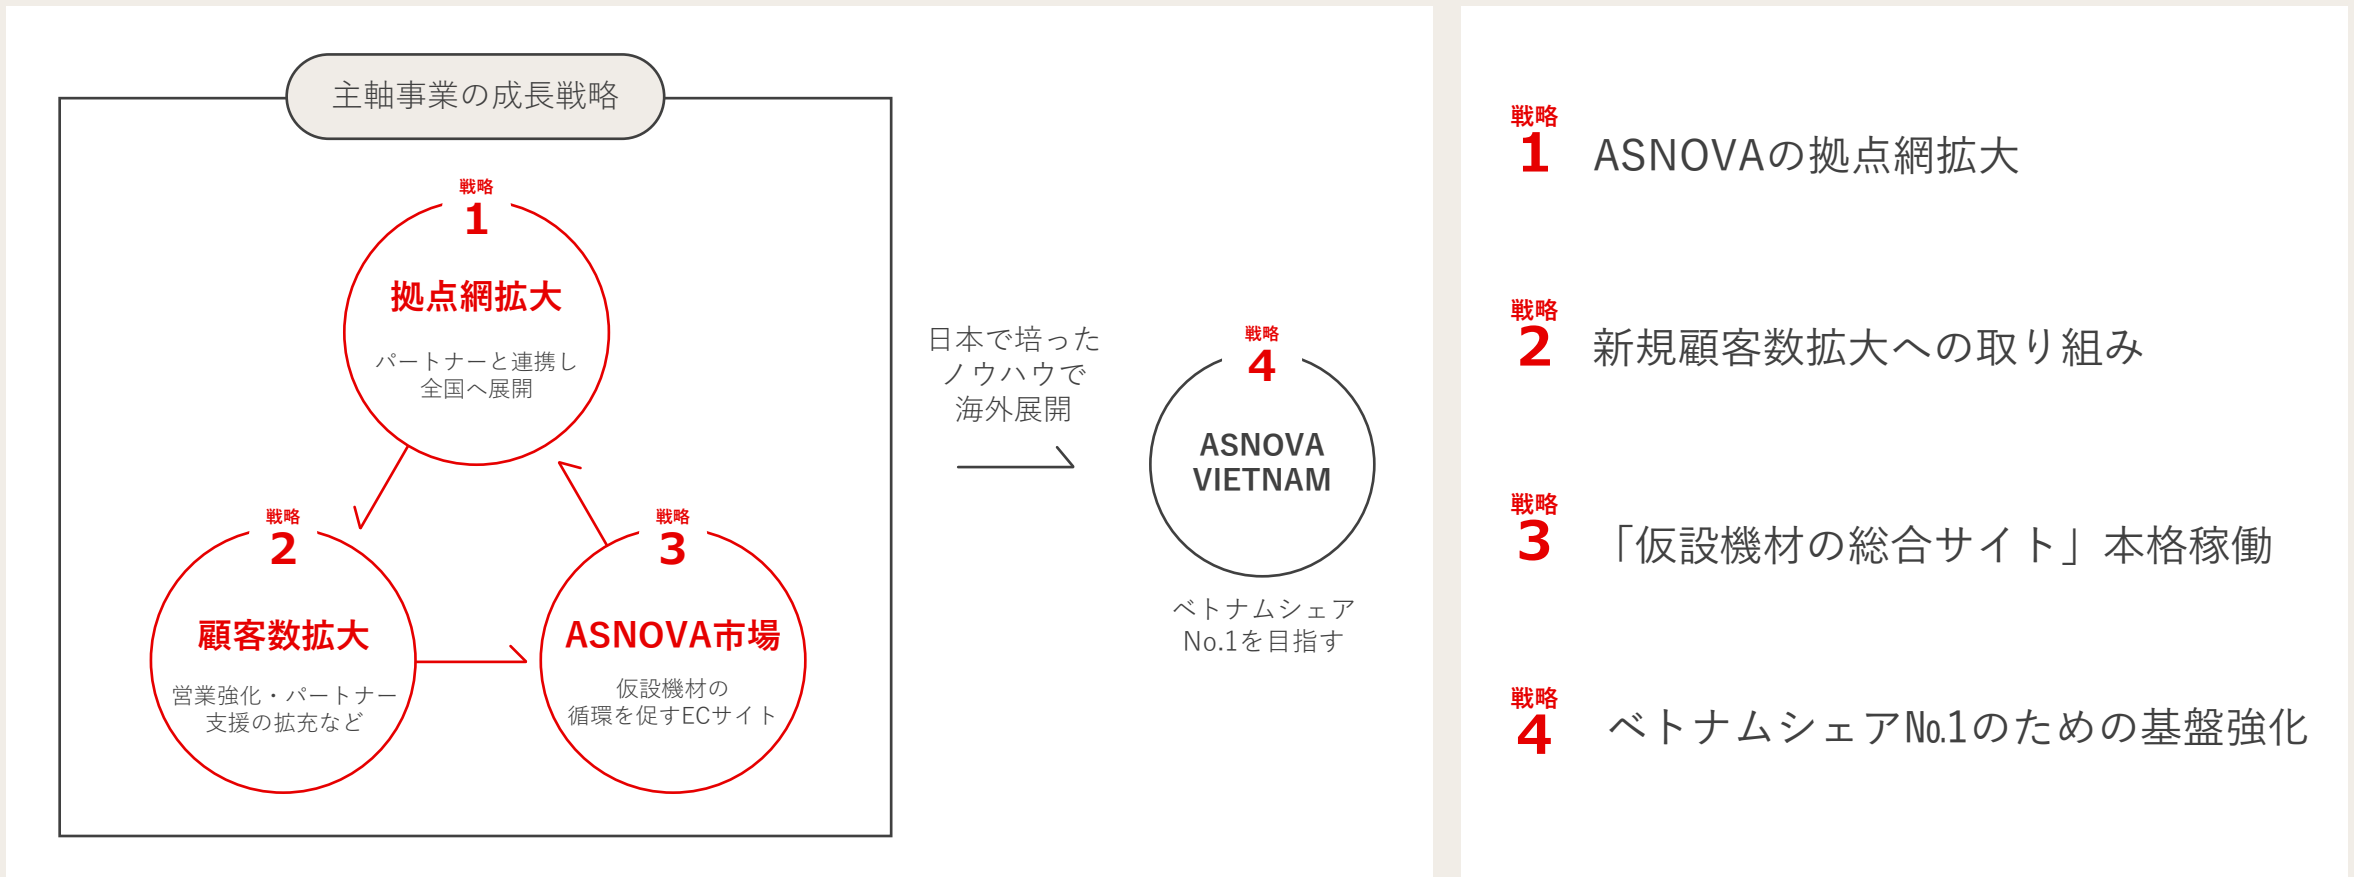 主軸事業の成長戦略
戦略
1
拠点網拡大
パートナーと連携し
全国へ展開
戦略
2
顧客数拡大
営業強化・パートナー
支援の拡充など
戦略
3
ASNOVA市場
仮設機材の
循環を促すECサイト
日本で培った
ノウハウで
海外展開
戦略
4
ASNOVA
VIETNAM
ベトナムシェア
No.1を目指す
戦略
1
ASNOVAの拠点網拡大
戦略
2
新規顧客数拡大への取り組み
戦略
3
「仮設機材の総合サイト」本格稼働
戦略
4
ベトナムシェア№1のための基盤強化